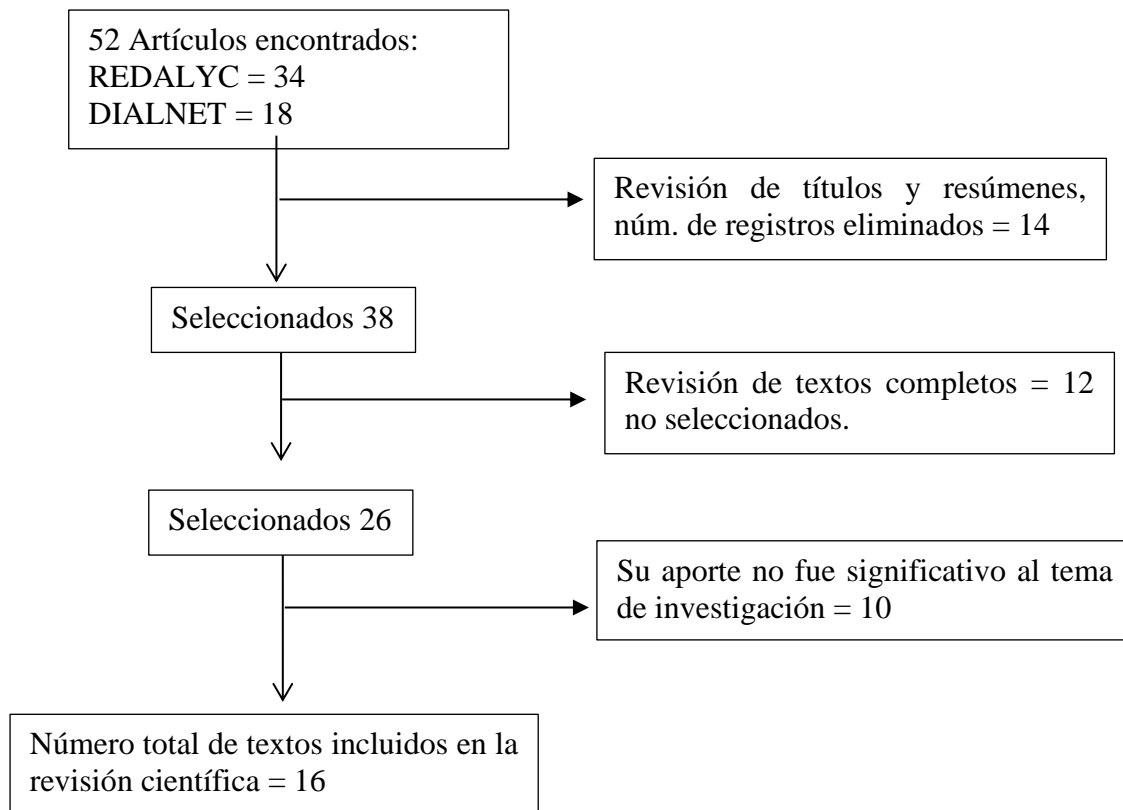 52 Artículos encontrados:
REDALYC = 34
DIALNET = 18
Revisión de títulos y resúmenes,
núm. de registros eliminados = 14
Seleccionados 38
Revisión de textos completos = 12
no seleccionados.
Seleccionados 26
Su aporte no fue significativo al tema
de investigación = 10
Número total de textos incluidos en la
revisión científica = 16